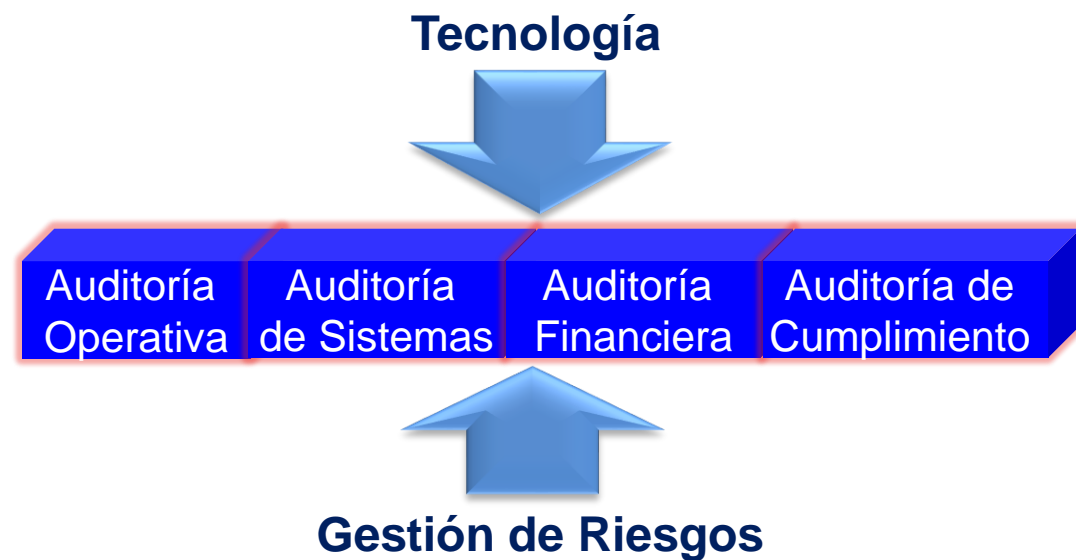 Tecnología
Auditoría
Operativa
Auditoría
de Sistemas
Auditoría
Financiera
Auditoría de
Cumplimiento
Gestión de Riesgos